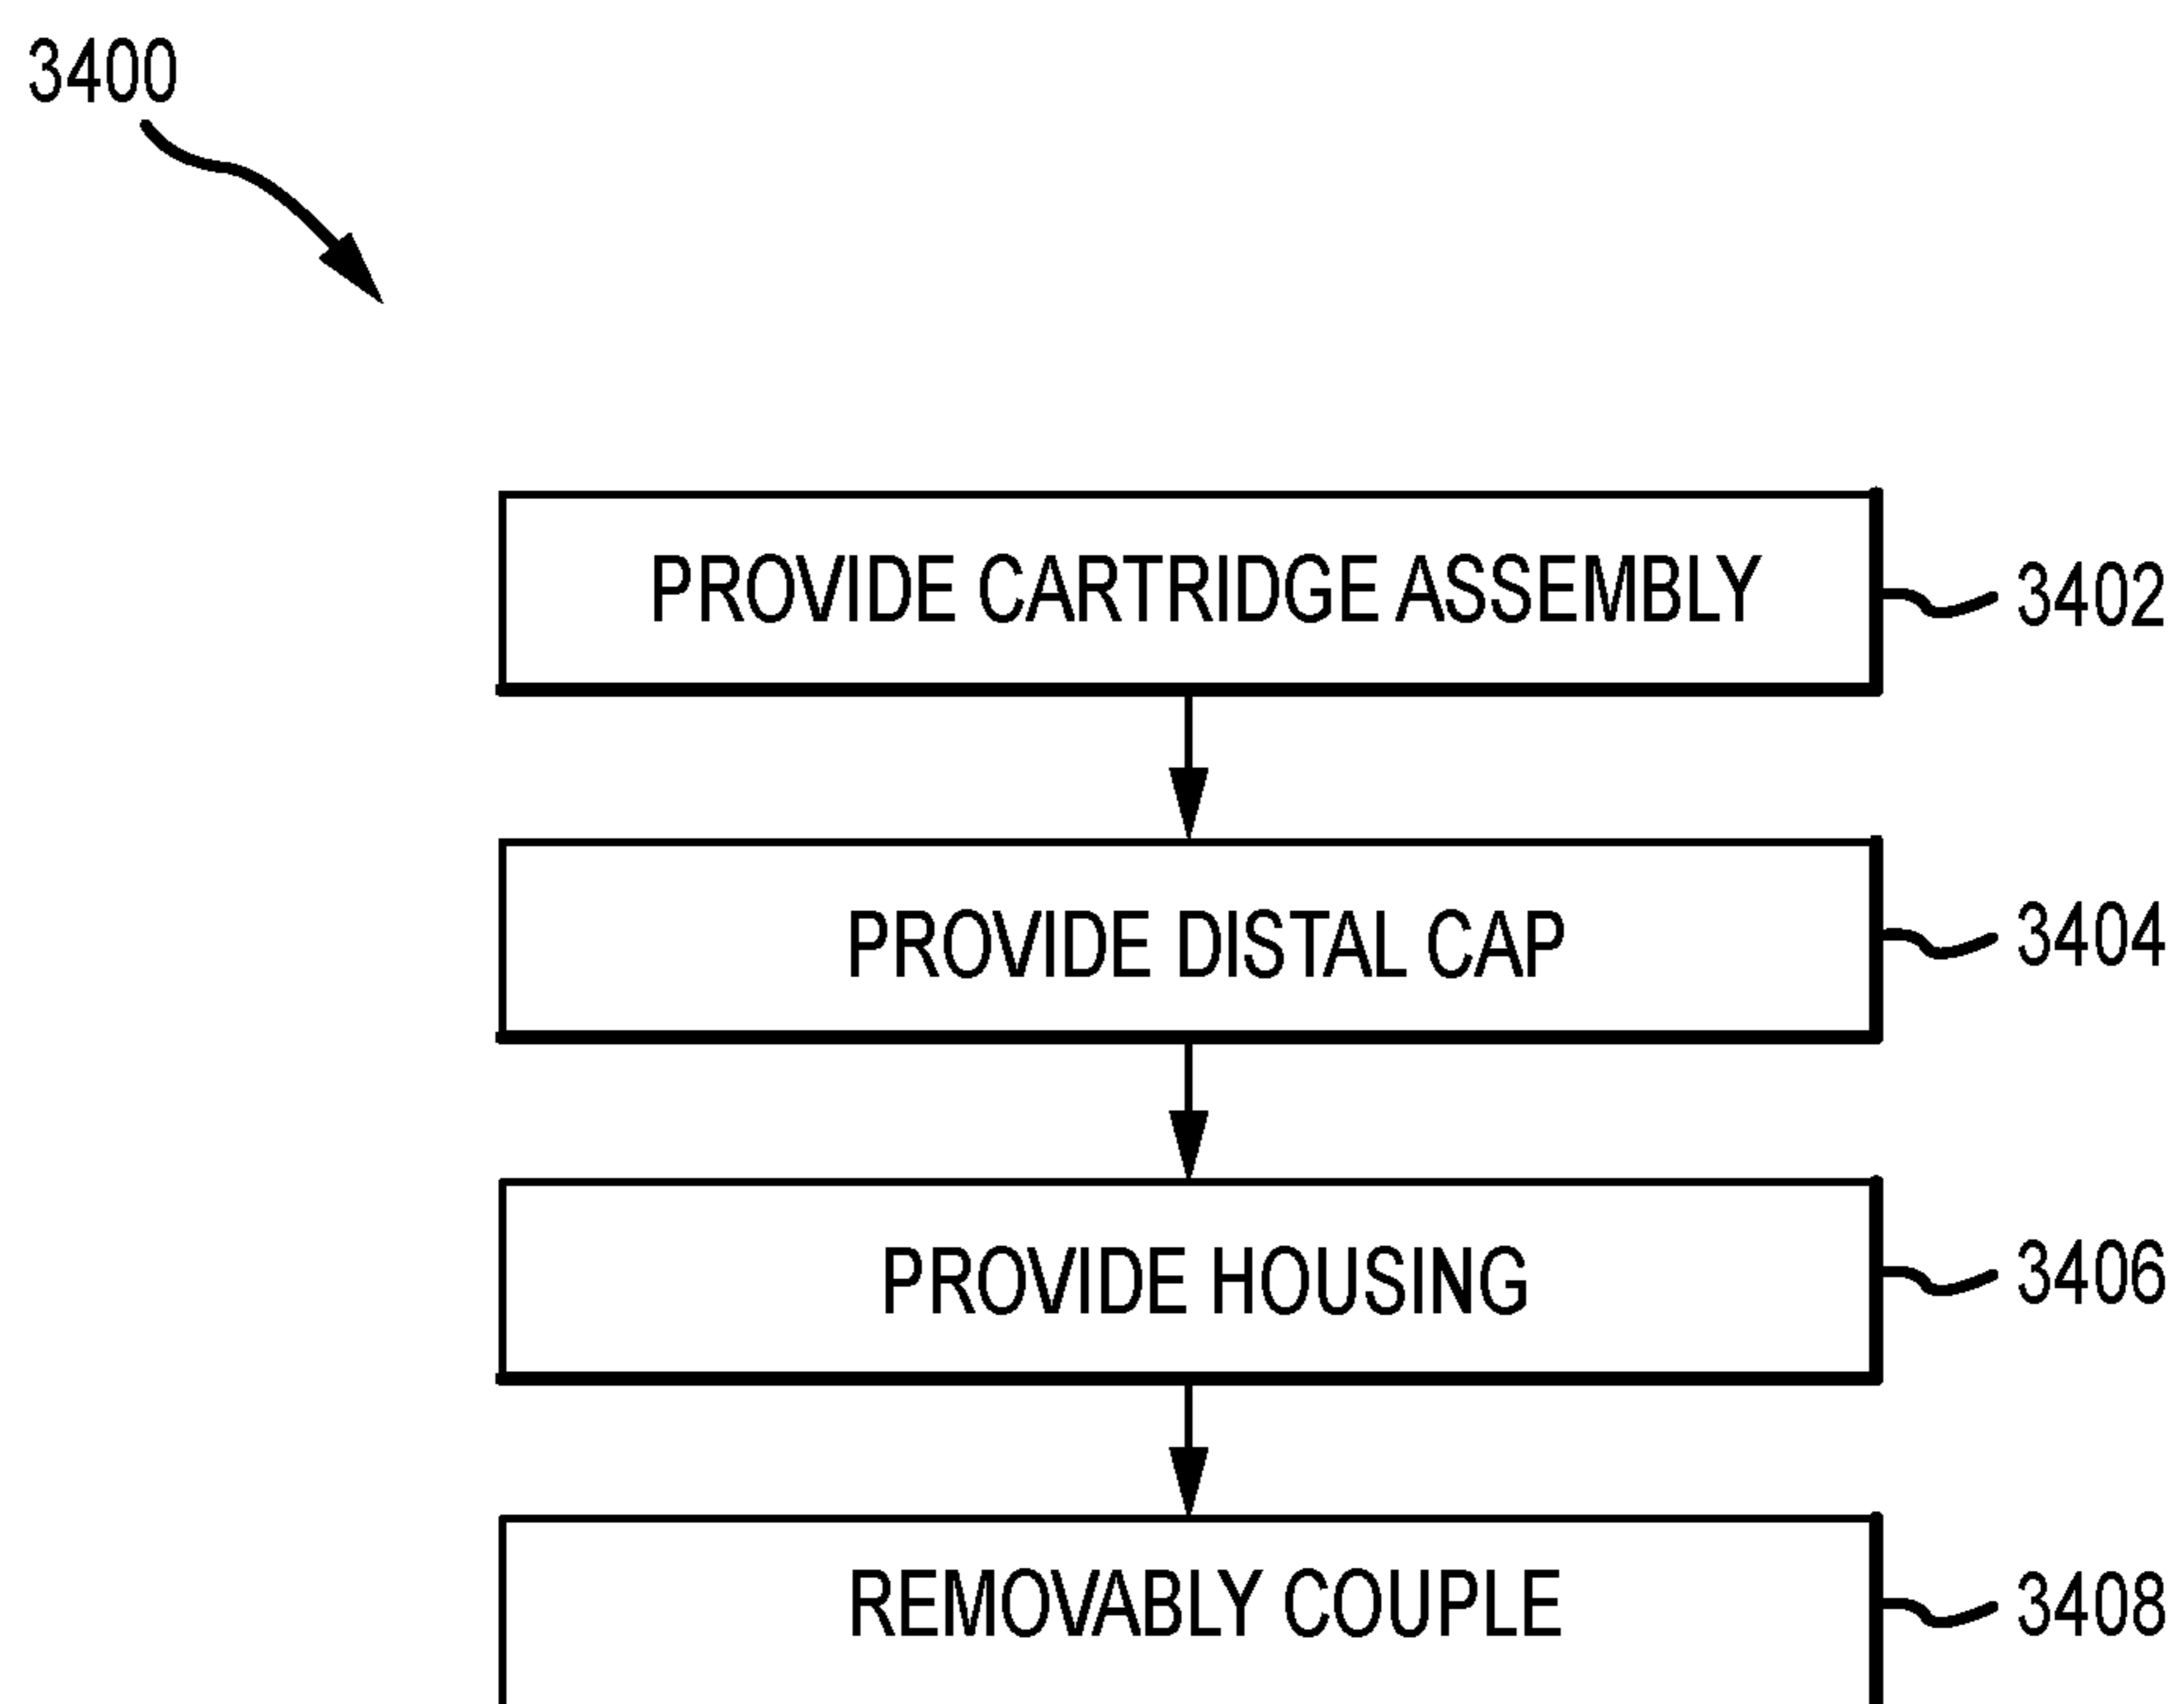 3400
PROVIDE CARTRIDGE ASSEMBLY
3402
PROVIDE DISTAL CAP
3404
PROVIDE HOUSING
3406
REMOVABLY COUPLE
3408